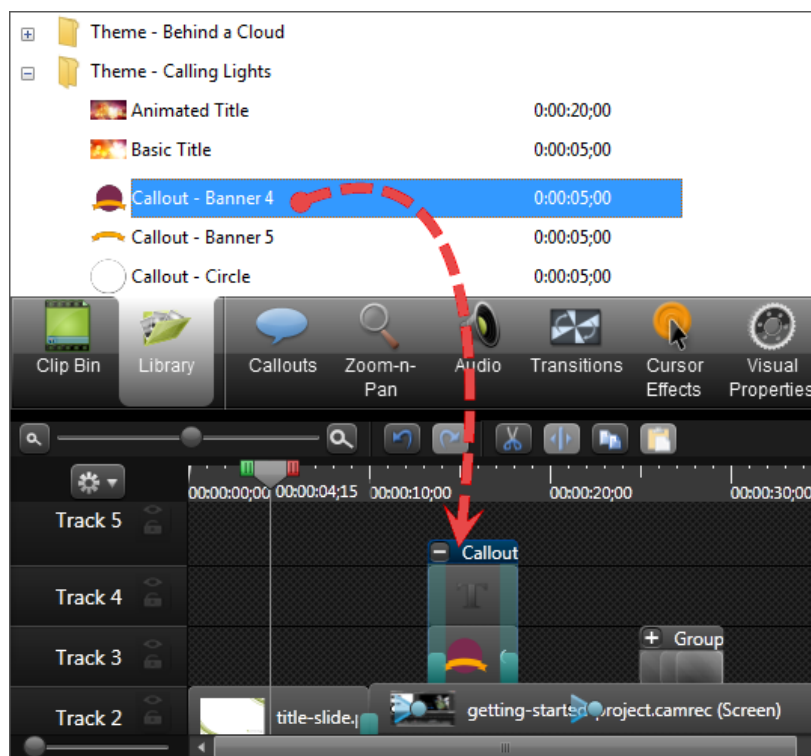 Theme - Behind a Cloud
Theme - Calling Lights
Animated Title 0:00:20;00
Basic Title 0:00:05;00
Callout - Banner 4 0:00:05;00
Callout - Banner 5 0:00:05;00
Callout - Circle 0:00:05;00
Clip Bin Library Callouts Zoom-n-Pan Audio Transitions Cursor Effects Visual Properties
00:00:00;00 00:00:04;15 00:00:10;00 00:00:20;00 00:00:30;00
Track 5
Callout
Track 4
T
Track 3
Group
Track 2 title-slide.p getting-started-project.camrec (Screen)